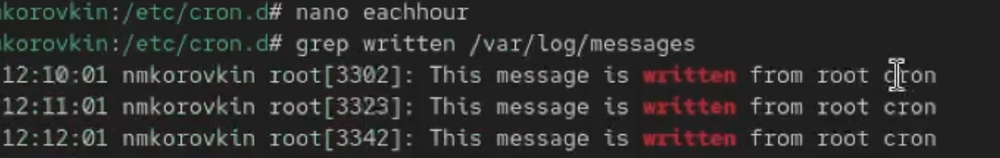 korovkin:/etc/cron.d# nano eachhour
korovkin:/etc/cron.d# grep written /var/log/messages
12:10:01 nmkorovkin root[3302]: This message is written from root cron
12:11:01 nmkorovkin root[3323]: This message is written from root cron
12:12:01 nmkorovkin root[3342]: This message is written from root cron